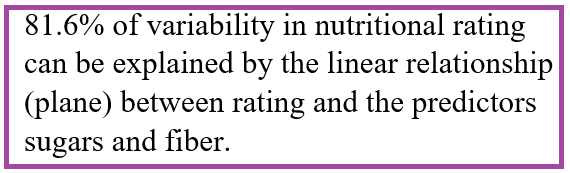 81.6% of variability in nutritional rating
can be explained by the linear relationship
(plane) between rating and the predictors
sugars and fiber.